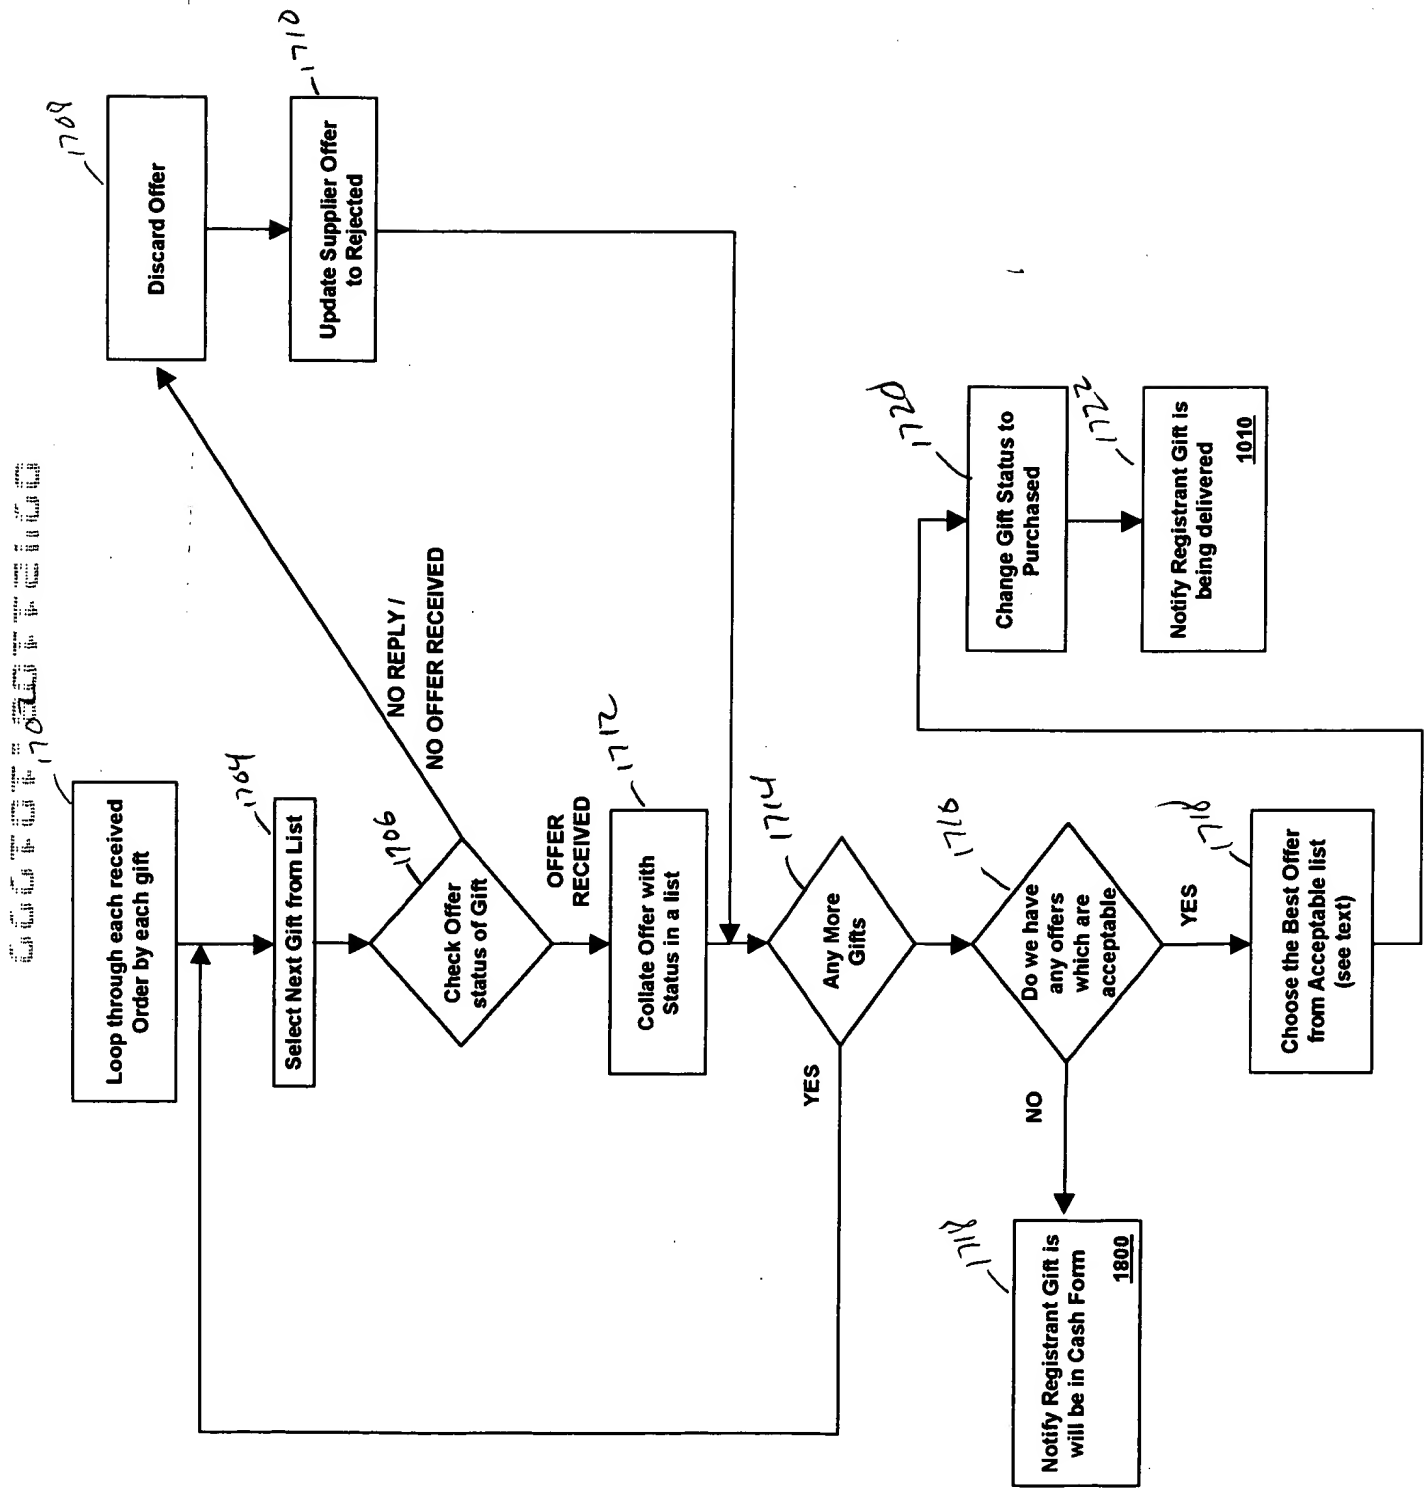 1702
Loop through each received
Order by each gift
1704
Select Next Gift from List
1706
Check Offer
status of Gift
NO REPLY /
NO OFFER RECEIVED
1708
Discard Offer
1710
Update Supplier Offer
to Rejected
OFFER
RECEIVED
1712
Collate Offer with
Status in a list
1714
Any More
Gifts
YES
1716
Do we have
any offers
which are
acceptable
NO
1718
Notify Registrant Gift is
will be in Cash Form
1800
YES
1718
Choose the Best Offer
from Acceptable list
(see text)
1720
Change Gift Status to
Purchased
1722
Notify Registrant Gift is
being delivered
1010